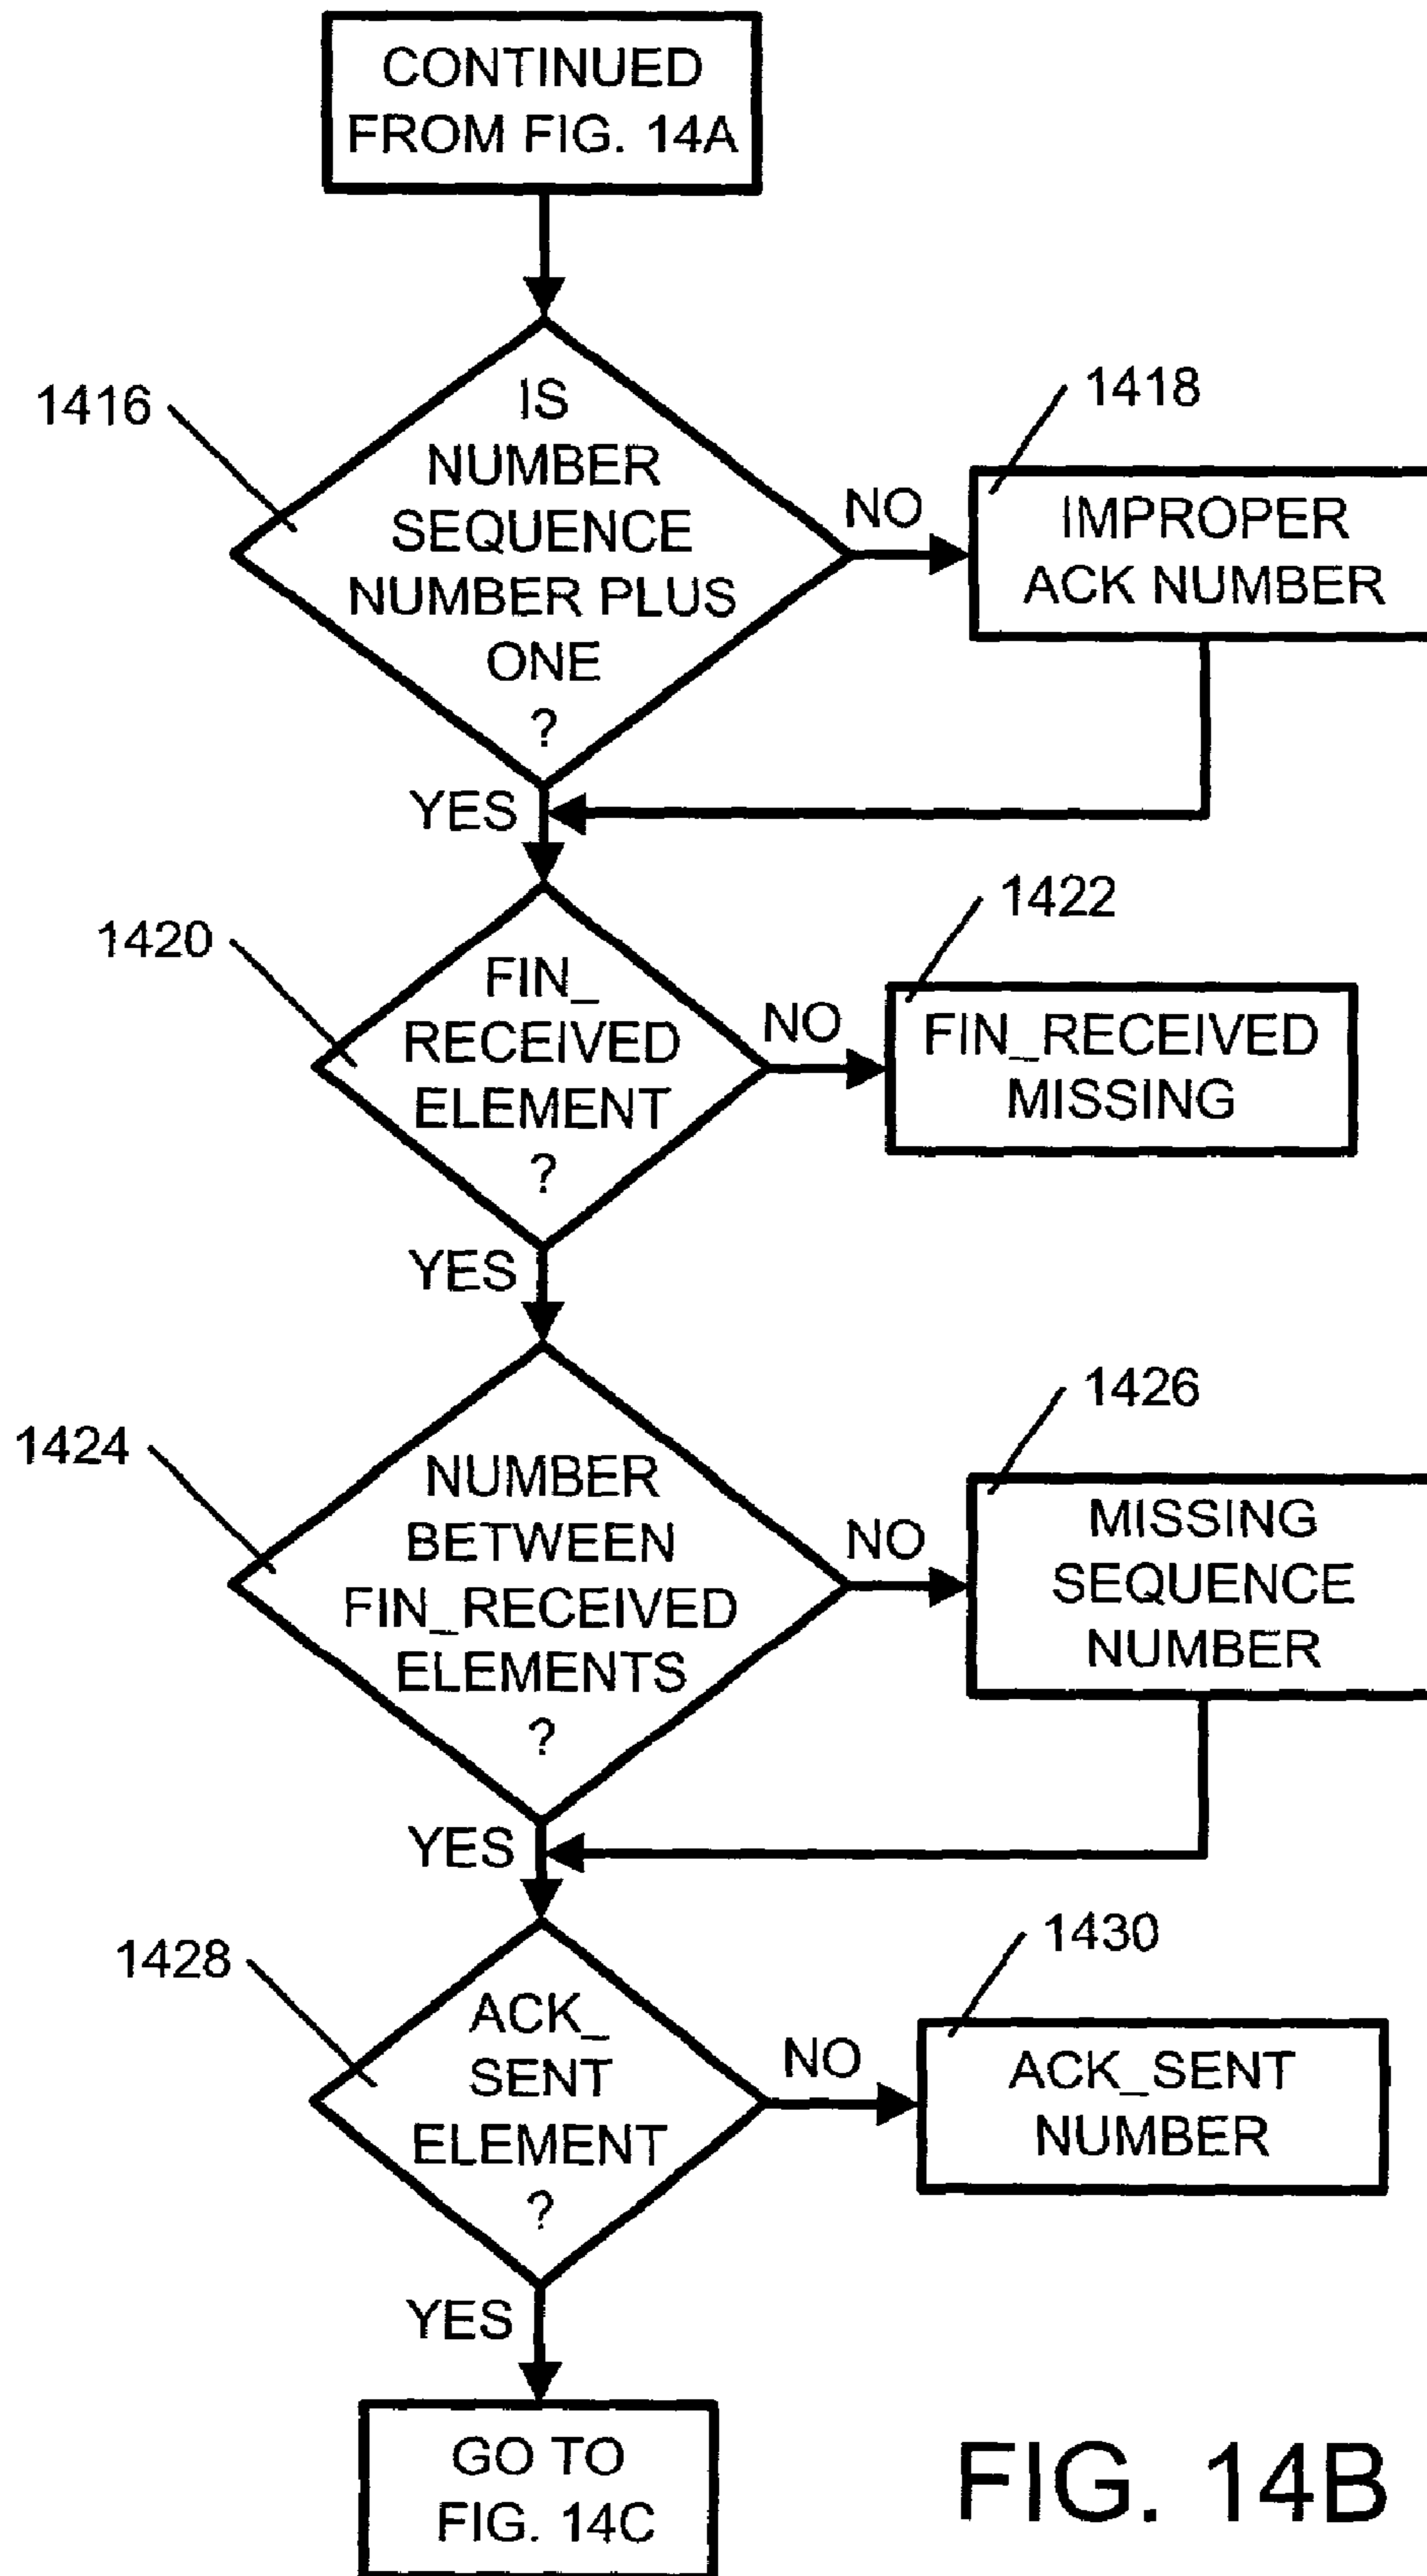 CONTINUED
FROM FIG. 14A
1416
IS
NUMBER
SEQUENCE
NUMBER PLUS
ONE
?
NO
1418
IMPROPER
ACK NUMBER
YES
1420
FIN_
RECEIVED
ELEMENT
?
NO
1422
FIN_RECEIVED
MISSING
YES
1424
NUMBER
BETWEEN
FIN_RECEIVED
ELEMENTS
?
NO
1426
MISSING
SEQUENCE
NUMBER
YES
1428
ACK_
SENT
ELEMENT
?
NO
1430
ACK_SENT
NUMBER
YES
GO TO
FIG. 14C
FIG. 14B